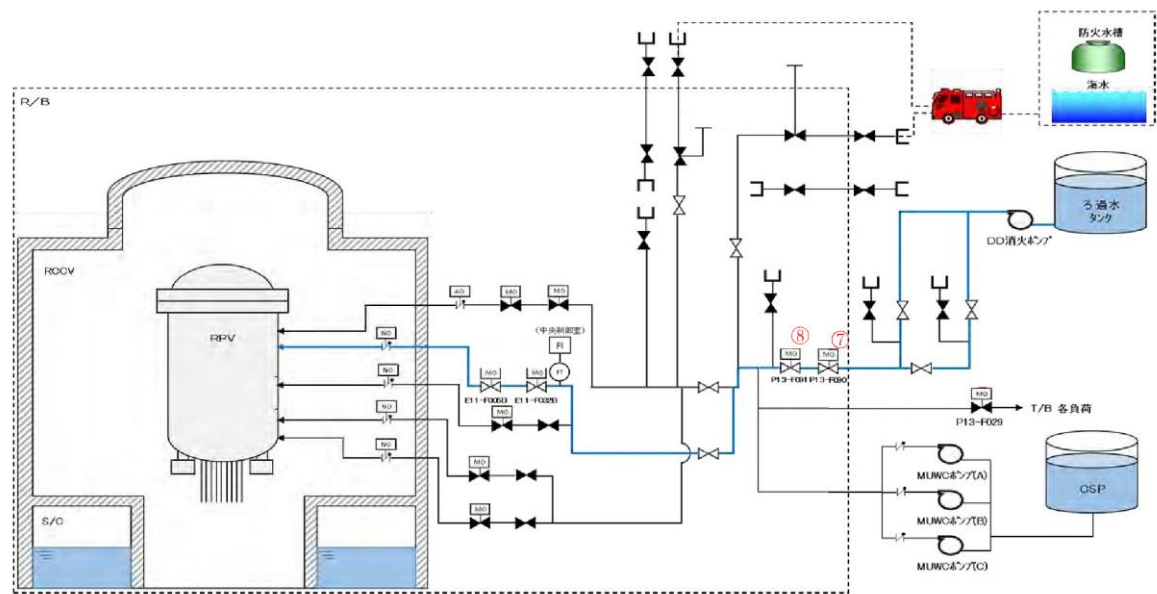 防火水槽
海水
R/B
ろ過水
タンク
DD消火ポンプ
RCCV
RPV
AO
MO
MO
(中央制御室)
FI
FT
NO
MO
MO
E11-F005B
E11-F032B
NO
MO
NO
MO
NO
MO
⑧
⑦
MO
MO
P13-F094
P13-F090
MO
P13-F029
T/B 各負荷
MUWCポンプ(A)
MUWCポンプ(B)
MUWCポンプ(C)
CSP
S/C